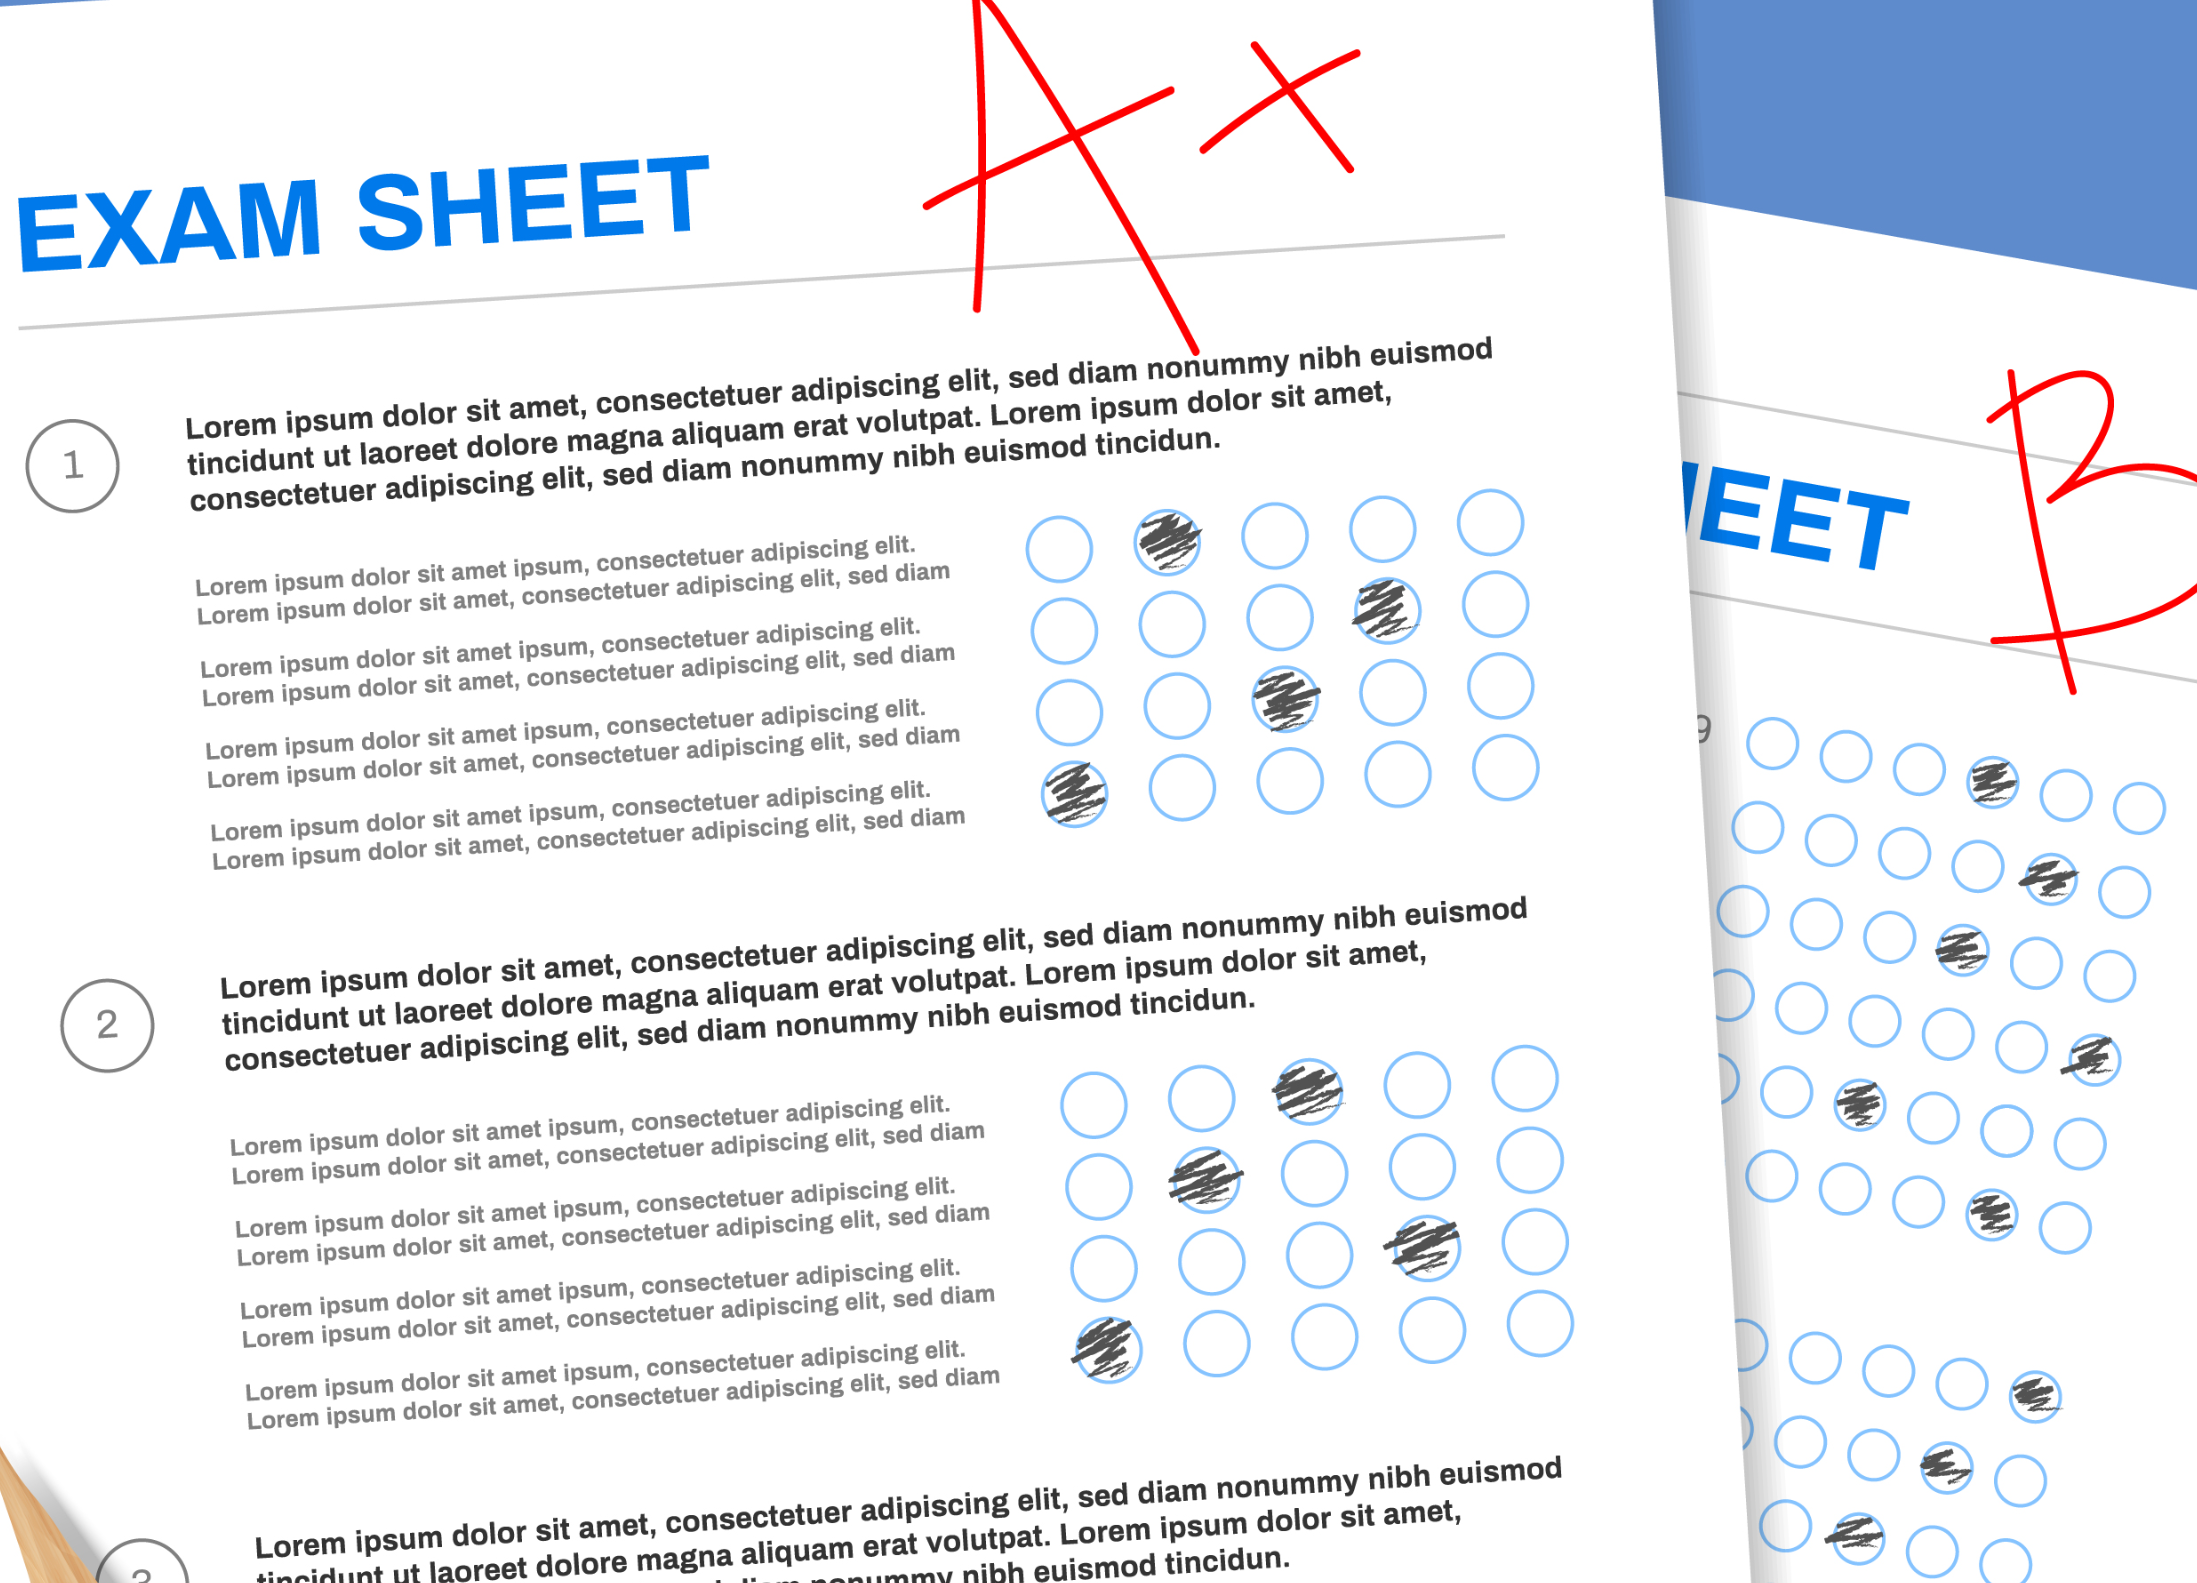 A+
EXAM SHEET
1
Lorem ipsum dolor sit amet, consectetuer adipiscing elit, sed diam nonummy nibh euismod
tincidunt ut laoreet dolore magna aliquam erat volutpat. Lorem ipsum dolor sit amet,
consectetuer adipiscing elit, sed diam nonummy nibh euismod tincidun.
Lorem ipsum dolor sit amet ipsum, consectetuer adipiscing elit.
Lorem ipsum dolor sit amet, consectetuer adipiscing elit, sed diam
Lorem ipsum dolor sit amet ipsum, consectetuer adipiscing elit.
Lorem ipsum dolor sit amet, consectetuer adipiscing elit, sed diam
Lorem ipsum dolor sit amet ipsum, consectetuer adipiscing elit.
Lorem ipsum dolor sit amet, consectetuer adipiscing elit, sed diam
Lorem ipsum dolor sit amet ipsum, consectetuer adipiscing elit.
Lorem ipsum dolor sit amet, consectetuer adipiscing elit, sed diam
2
Lorem ipsum dolor sit amet, consectetuer adipiscing elit, sed diam nonummy nibh euismod
tincidunt ut laoreet dolore magna aliquam erat volutpat. Lorem ipsum dolor sit amet,
consectetuer adipiscing elit, sed diam nonummy nibh euismod tincidun.
Lorem ipsum dolor sit amet ipsum, consectetuer adipiscing elit.
Lorem ipsum dolor sit amet, consectetuer adipiscing elit, sed diam
Lorem ipsum dolor sit amet ipsum, consectetuer adipiscing elit.
Lorem ipsum dolor sit amet, consectetuer adipiscing elit, sed diam
Lorem ipsum dolor sit amet ipsum, consectetuer adipiscing elit.
Lorem ipsum dolor sit amet, consectetuer adipiscing elit, sed diam
Lorem ipsum dolor sit amet ipsum, consectetuer adipiscing elit.
Lorem ipsum dolor sit amet, consectetuer adipiscing elit, sed diam
3
Lorem ipsum dolor sit amet, consectetuer adipiscing elit, sed diam nonummy nibh euismod
tincidunt ut laoreet dolore magna aliquam erat volutpat. Lorem ipsum dolor sit amet,
diam nonummy nibh euismod tincidun.
B
EET
9